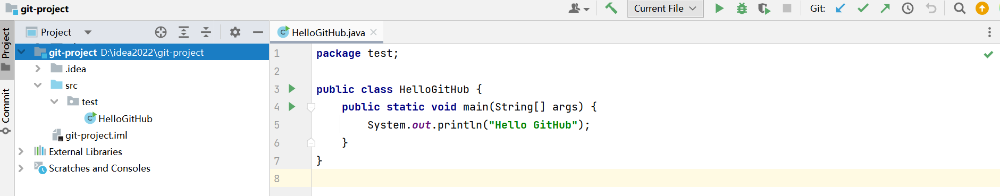 git-project
Current File
Git:
Project
Commit
Project
git-project D:\idea2022\git-project
.idea
src
test
HelloGitHub
git-project.iml
External Libraries
Scratches and Consoles
HelloGitHub.java
1 package test;
2
3 public class HelloGitHub {
4 public static void main(String[] args) {
5 System.out.println("Hello GitHub");
6 }
7 }
8